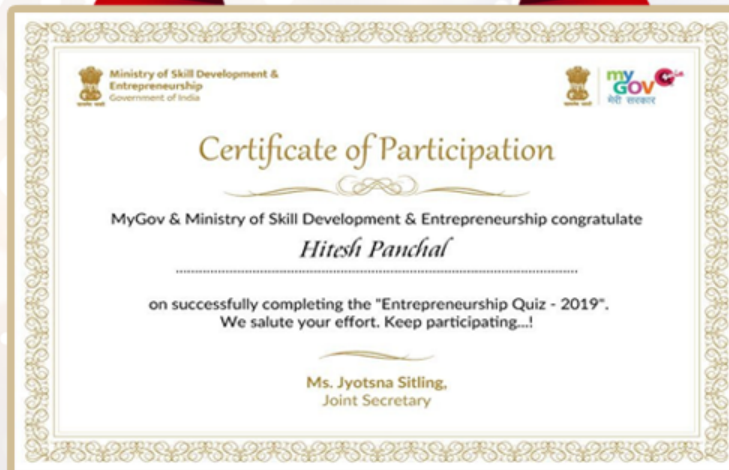 Ministry of Skill Development &
Entrepreneurship
Government of India
my
GOV
मेरी सरकार
Certificate of Participation
MyGov & Ministry of Skill Development & Entrepreneurship congratulate
Hitesh Panchal
on successfully completing the "Entrepreneurship Quiz - 2019".
We salute your effort. Keep participating...!
Ms. Jyotsna Sitling,
Joint Secretary